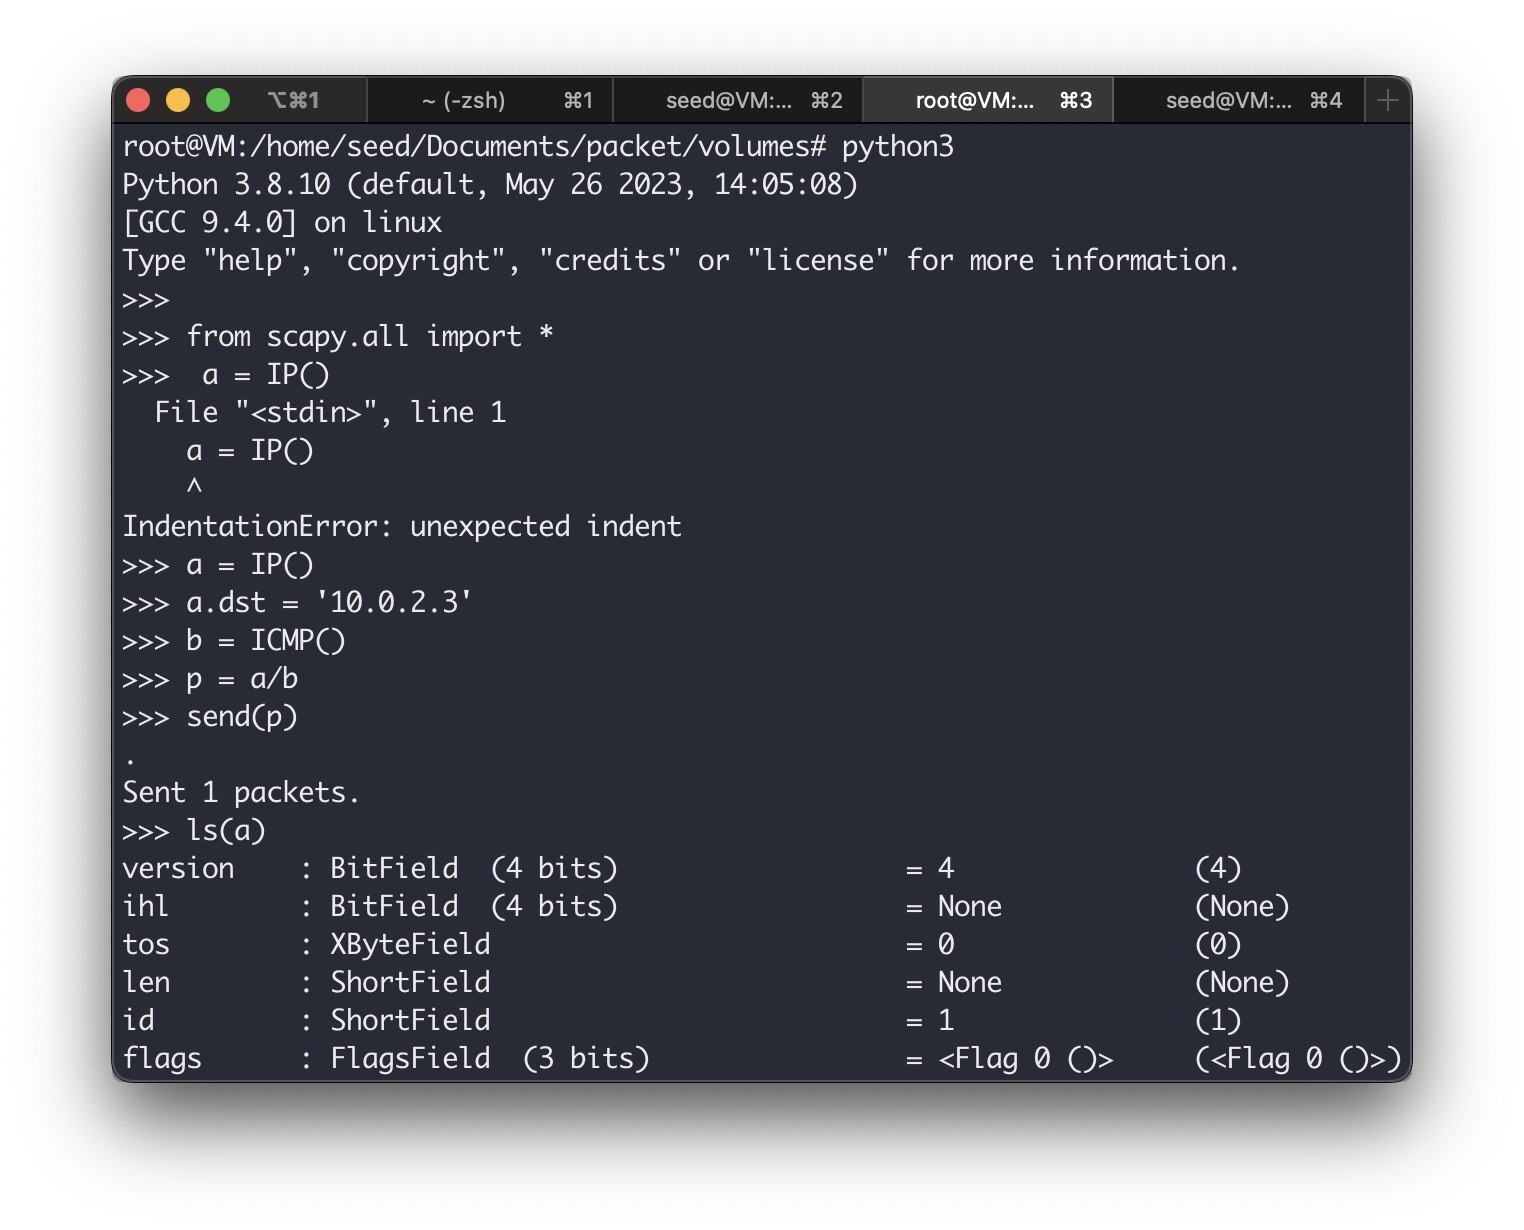 ⌥⌘1 ~ (-zsh) ⌘1 seed@VM:... ⌘2 root@VM:... ⌘3 seed@VM:... ⌘4
root@VM:/home/seed/Documents/packet/volumes# python3
Python 3.8.10 (default, May 26 2023, 14:05:08)
[GCC 9.4.0] on linux
Type "help", "copyright", "credits" or "license" for more information.
>>>
>>> from scapy.all import *
>>>  a = IP()
  File "<stdin>", line 1
    a = IP()
    ^
IndentationError: unexpected indent
>>> a = IP()
>>> a.dst = '10.0.2.3'
>>> b = ICMP()
>>> p = a/b
>>> send(p)
.
Sent 1 packets.
>>> ls(a)
version    : BitField  (4 bits)                  = 4               (4)
ihl        : BitField  (4 bits)                  = None            (None)
tos        : XByteField                          = 0               (0)
len        : ShortField                          = None            (None)
id         : ShortField                          = 1               (1)
flags      : FlagsField  (3 bits)                = <Flag 0 ()>     (<Flag 0 ()>)